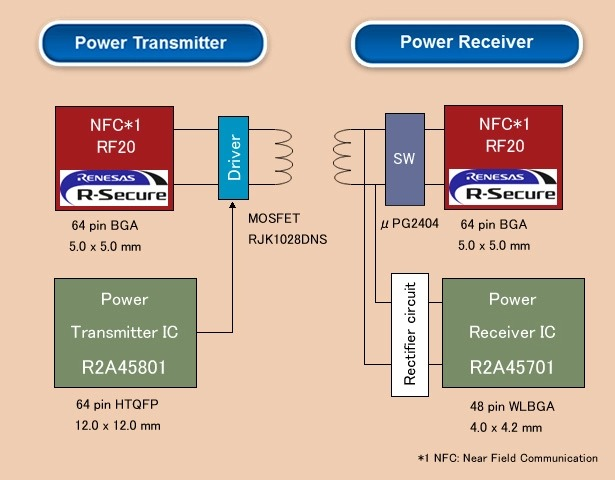 Power Transmitter
Power Receiver
NFC*1
RF20
RENESAS
R-Secure
64 pin BGA
5.0 x 5.0 mm
Driver
MOSFET
RJK1028DNS
SW
μPG2404
NFC*1
RF20
RENESAS
R-Secure
64 pin BGA
5.0 x 5.0 mm
Power
Transmitter IC
R2A45801
64 pin HTQFP
12.0 x 12.0 mm
Rectifier circuit
Power
Receiver IC
R2A45701
48 pin WLBGA
4.0 x 4.2 mm
*1 NFC: Near Field Communication